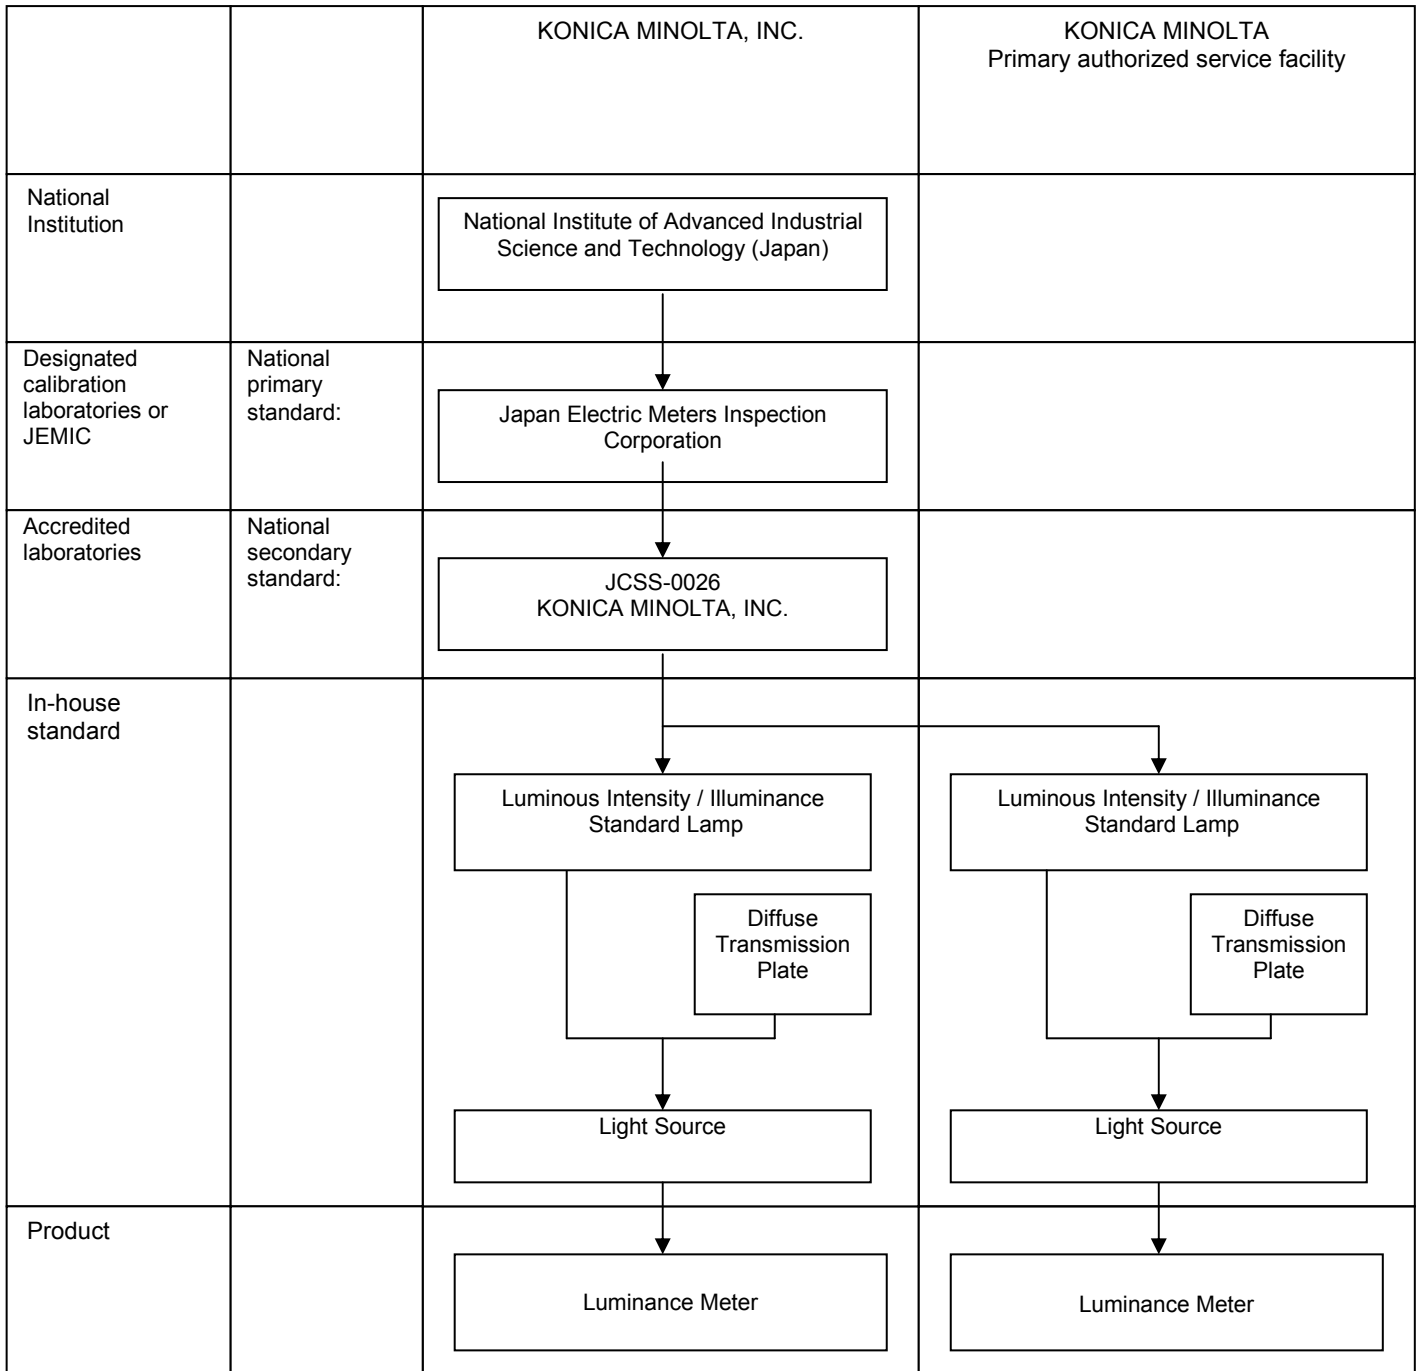 KONICA MINOLTA, INC.
KONICA MINOLTA
Primary authorized service facility
National
Institution
National Institute of Advanced Industrial
Science and Technology (Japan)
Designated
calibration
laboratories or
JEMIC
National
primary
standard:
Japan Electric Meters Inspection
Corporation
Accredited
laboratories
National
secondary
standard:
JCSS-0026
KONICA MINOLTA, INC.
In-house
standard
Luminous Intensity / Illuminance
Standard Lamp
Luminous Intensity / Illuminance
Standard Lamp
Diffuse
Transmission
Plate
Diffuse
Transmission
Plate
Light Source
Light Source
Product
Luminance Meter
Luminance Meter